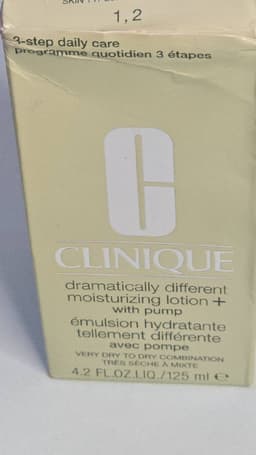 1, 2
3-step daily care
programme quotidien 3 étapes
C
CLINIQUE
dramatically different
moisturizing lotion +
with pump
émulsion hydratante
tellement différente
avec pompe
VERY DRY TO DRY COMBINATION
TRÈS SÈCHE À MIXTE
4.2 FL.OZ.LIQ./125 ml ℮